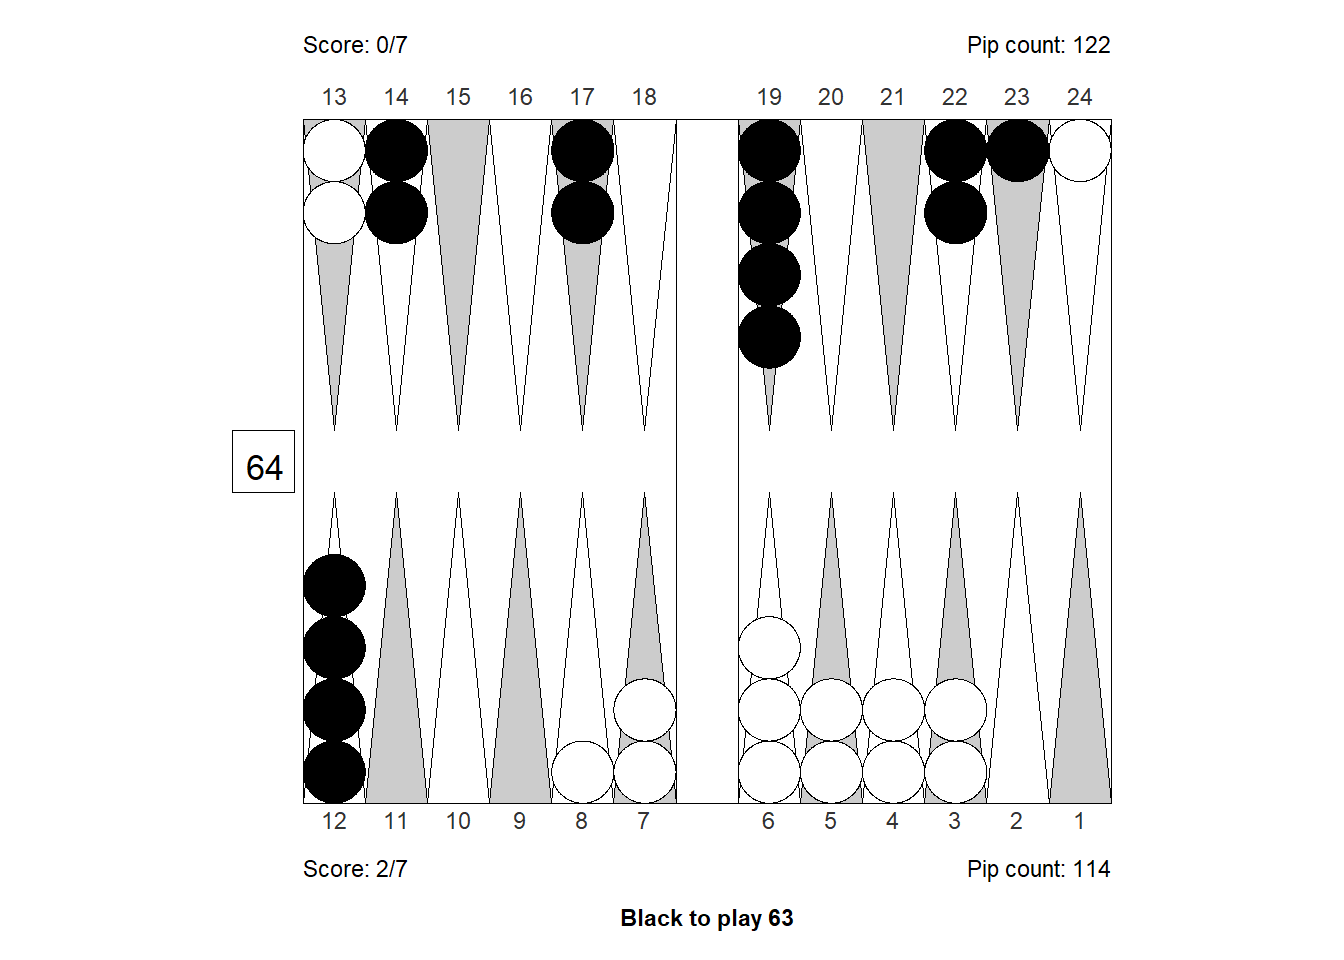 Score: 0/7 Pip count: 122
13 14 15 16 17 18 19 20 21 22 23 24
64
12 11 10 9 8 7 6 5 4 3 2 1
Score: 2/7 Pip count: 114
Black to play 63